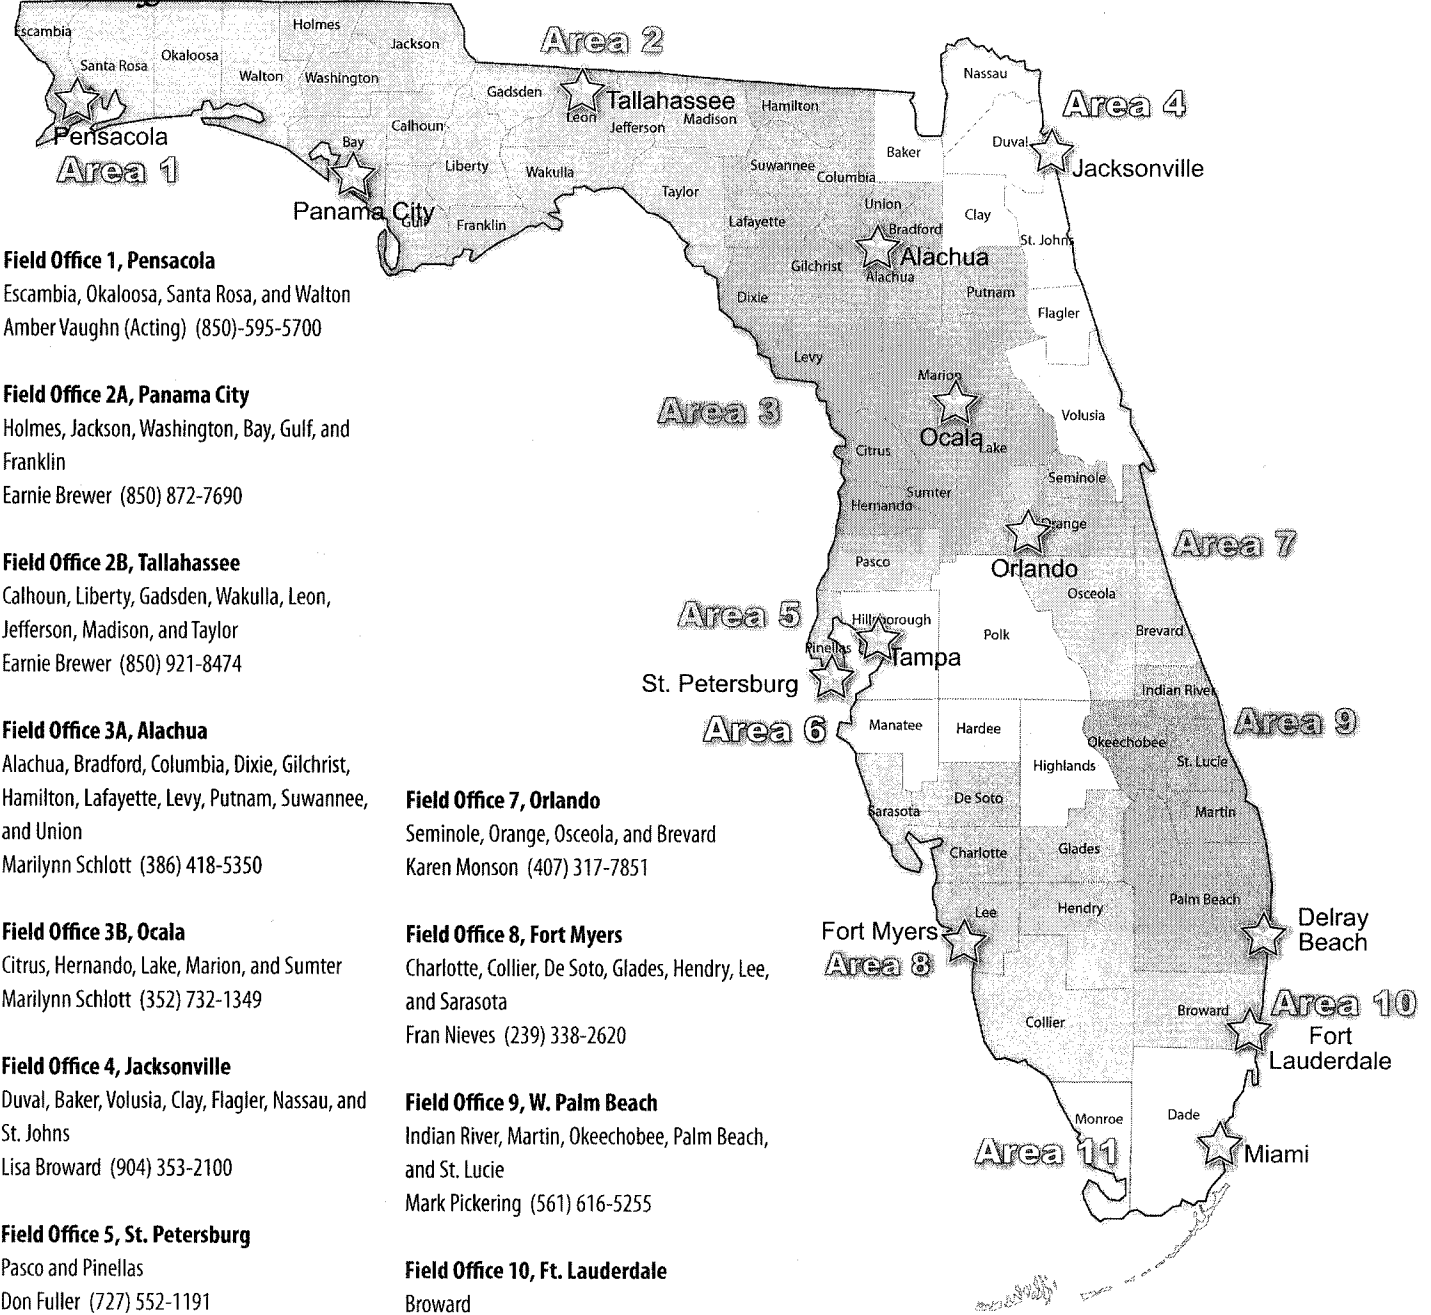 Escambia
Santa Rosa
Okaloosa
Walton
Holmes
Washington
Jackson
Bay
Calhoun
Gulf
Liberty
Franklin
Gadsden
Leon
Wakulla
Jefferson
Madison
Taylor
Hamilton
Suwannee
Columbia
Lafayette
Dixie
Gilchrist
Union
Bradford
Alachua
Putnam
Levy
Marion
Citrus
Hernando
Sumter
Lake
Baker
Nassau
Duval
Clay
St. Johns
Flagler
Volusia
Seminole
Orange
Osceola
Brevard
Pasco
Pinellas
Hillsborough
Polk
Manatee
Hardee
Highlands
Sarasota
De Soto
Charlotte
Glades
Lee
Hendry
Collier
Indian River
Okeechobee
St. Lucie
Martin
Palm Beach
Broward
Monroe
Dade
Pensacola
Area 1
Panama City
Area 2
Tallahassee
Area 3
Alachua
Ocala
Area 4
Jacksonville
Area 5
St. Petersburg
Tampa
Area 6
Area 7
Orlando
Fort Myers
Area 8
Area 9
Delray
Beach
Area 10
Fort
Lauderdale
Area 11
Miami
Field Office 1, Pensacola
Escambia, Okaloosa, Santa Rosa, and Walton
Amber Vaughn (Acting) (850)-595-5700
Field Office 2A, Panama City
Holmes, Jackson, Washington, Bay, Gulf, and
Franklin
Earnie Brewer (850) 872-7690
Field Office 2B, Tallahassee
Calhoun, Liberty, Gadsden, Wakulla, Leon,
Jefferson, Madison, and Taylor
Earnie Brewer (850) 921-8474
Field Office 3A, Alachua
Alachua, Bradford, Columbia, Dixie, Gilchrist,
Hamilton, Lafayette, Levy, Putnam, Suwannee,
and Union
Marilynn Schlott (386) 418-5350
Field Office 3B, Ocala
Citrus, Hernando, Lake, Marion, and Sumter
Marilynn Schlott (352) 732-1349
Field Office 4, Jacksonville
Duval, Baker, Volusia, Clay, Flagler, Nassau, and
St. Johns
Lisa Broward (904) 353-2100
Field Office 5, St. Petersburg
Pasco and Pinellas
Don Fuller (727) 552-1191
Field Office 7, Orlando
Seminole, Orange, Osceola, and Brevard
Karen Monson (407) 317-7851
Field Office 8, Fort Myers
Charlotte, Collier, De Soto, Glades, Hendry, Lee,
and Sarasota
Fran Nieves (239) 338-2620
Field Office 9, W. Palm Beach
Indian River, Martin, Okeechobee, Palm Beach,
and St. Lucie
Mark Pickering (561) 616-5255
Field Office 10, Ft. Lauderdale
Broward